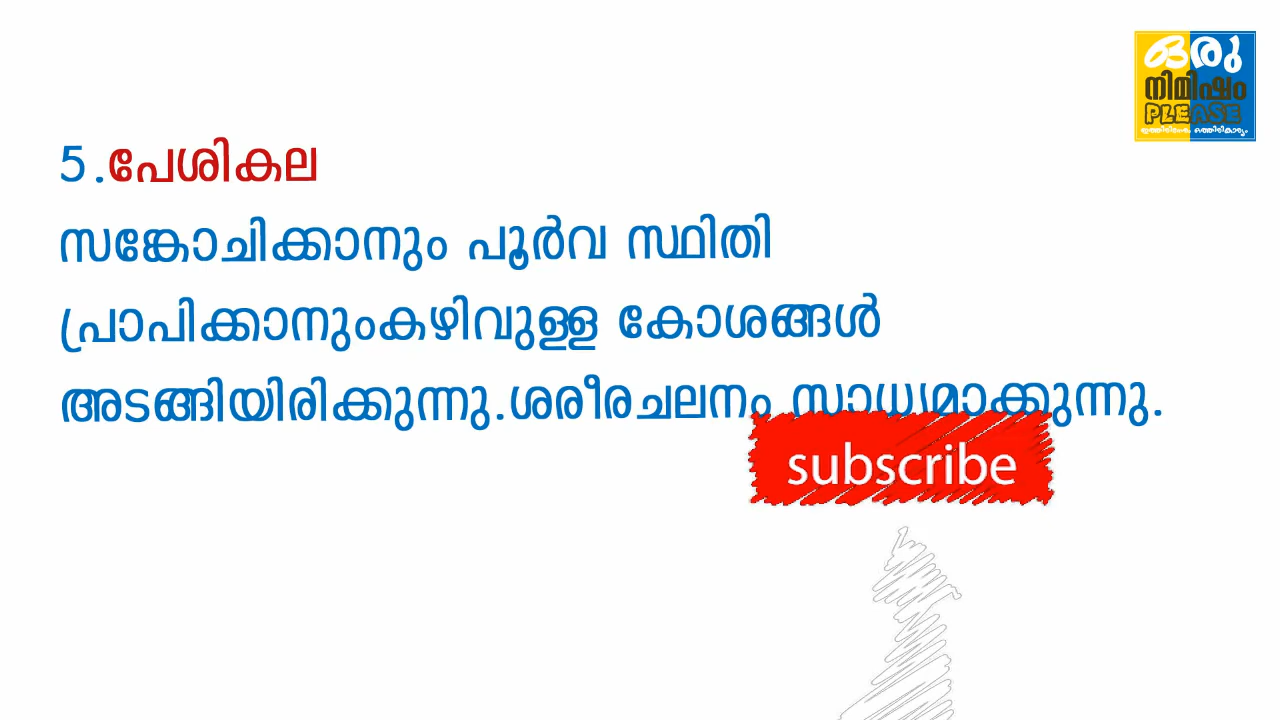 ഒരു
നിമിഷം
PLEASE
5.പേശികല
സങ്കോചിക്കാനും പൂർവ സ്ഥിതി
പ്രാപിക്കാനുംകഴിവുള്ള കോശങ്ങൾ
അടങ്ങിയിരിക്കുന്നു.ശരീരചലനം സാധ്യമാക്കുന്നു.
subscribe